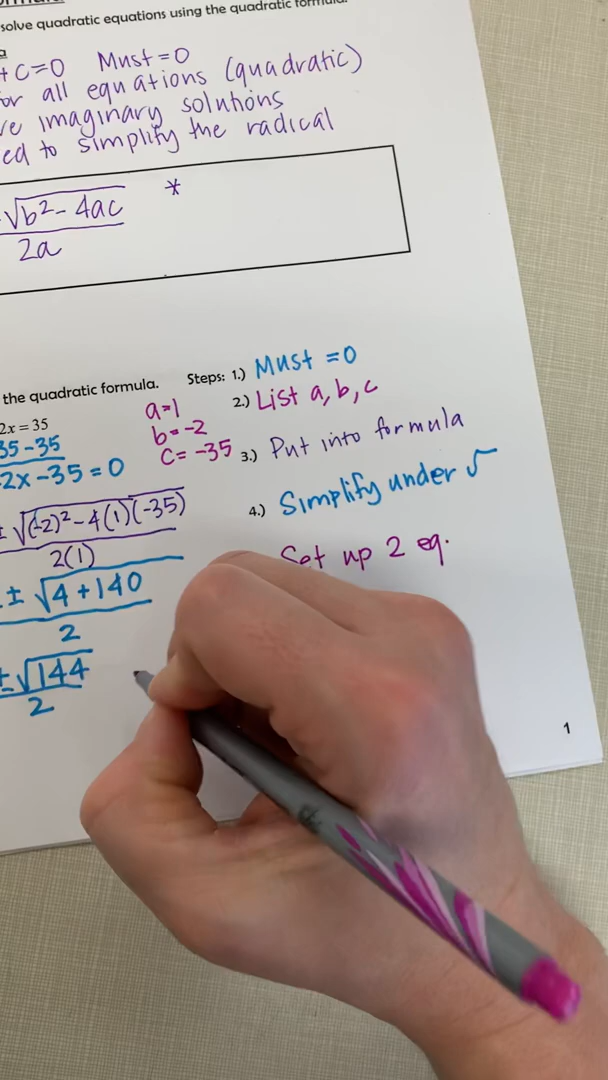 solve quadratic equations using the quadratic formula.
+ C=0 Must = 0
for all equations (quadratic)
ve imaginary solutions
ed to simplify the radical
√b² - 4ac *
2a
the quadratic formula. Steps: 1.) Must = 0
2x = 35 a=1 2.) List a, b, c
35 -35 b=-2
-2x -35 = 0 c= -35 3.) Put into formula
± √(-2)² - 4(1)(-35) 4.) Simplify under √
2(1)
Set up 2 eq.
± √4 + 140
2
±√144
2
1